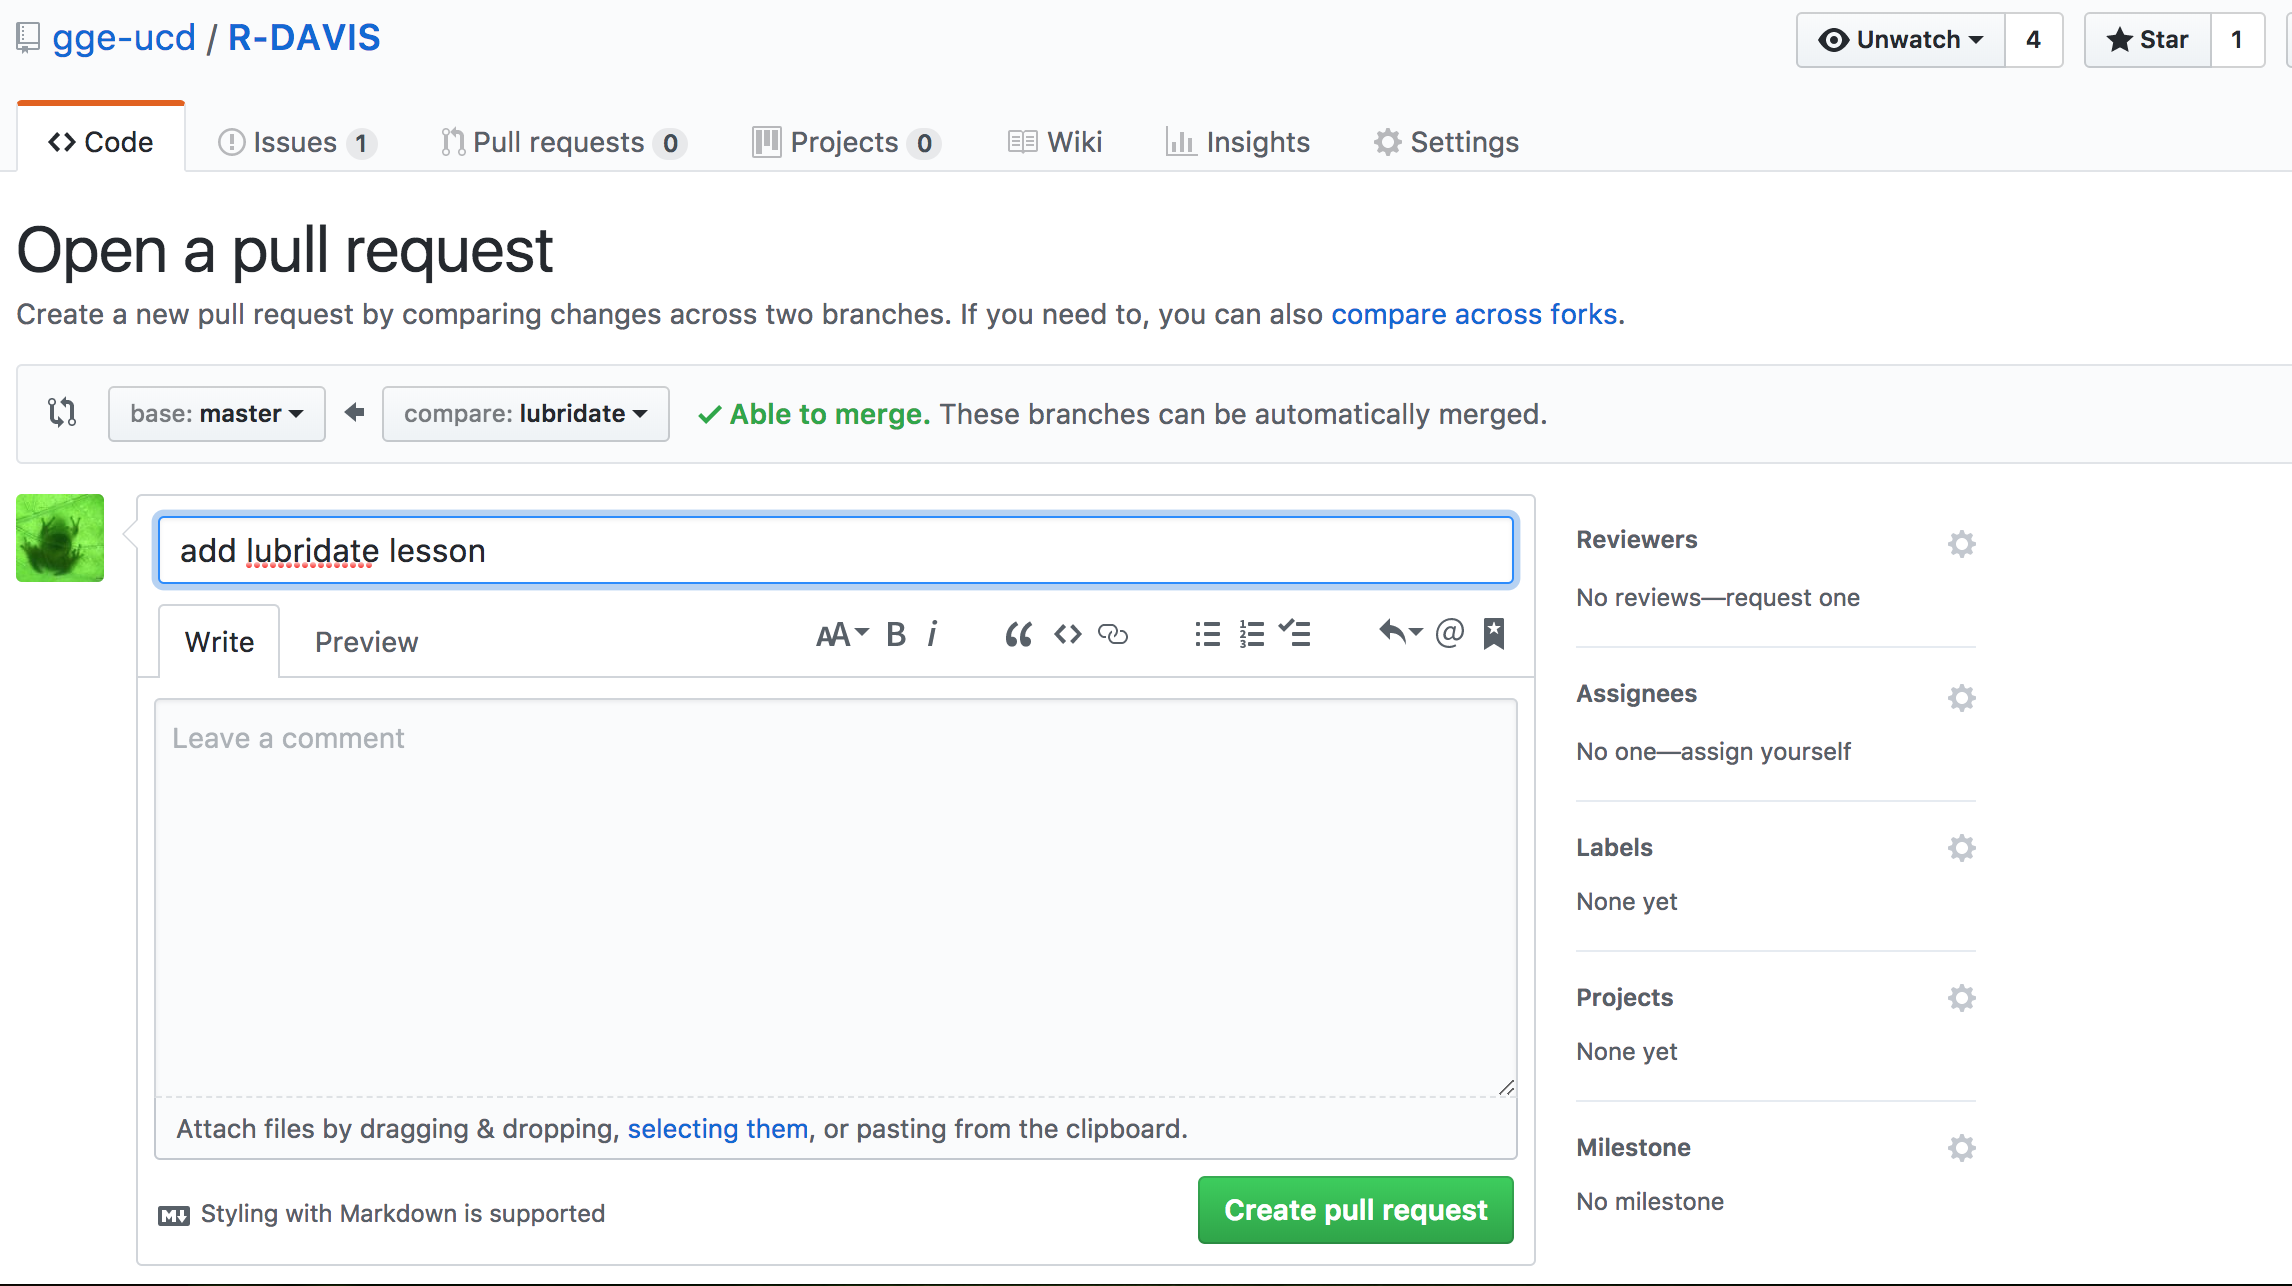 gge-ucd / R-DAVIS
Unwatch 4
Star 1
Code
Issues 1
Pull requests 0
Projects 0
Wiki
Insights
Settings
Open a pull request
Create a new pull request by comparing changes across two branches. If you need to, you can also compare across forks.
base: master
compare: lubridate
Able to merge. These branches can be automatically merged.
add lubridate lesson
Write
Preview
AA B i
Leave a comment
Attach files by dragging & dropping, selecting them, or pasting from the clipboard.
Styling with Markdown is supported
Create pull request
Reviewers
No reviews—request one
Assignees
No one—assign yourself
Labels
None yet
Projects
None yet
Milestone
No milestone